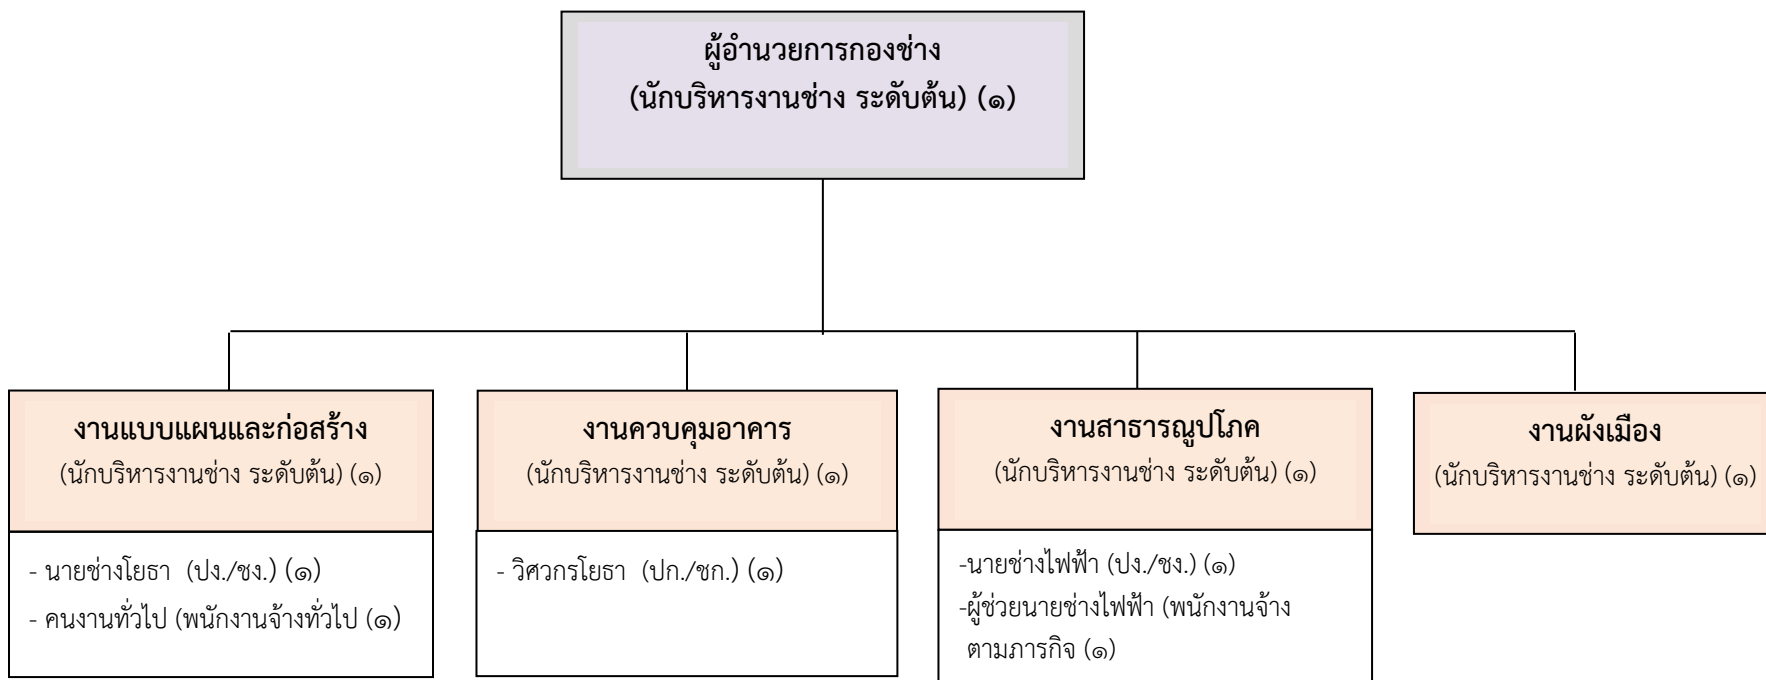 ผู้อำนวยการกองช่าง
(นักบริหารงานช่าง ระดับต้น) (๑)
งานแบบแผนและก่อสร้าง
(นักบริหารงานช่าง ระดับต้น) (๑)
- นายช่างโยธา (ปง./ชง.) (๑)
- คนงานทั่วไป (พนักงานจ้างทั่วไป (๑)
งานควบคุมอาคาร
(นักบริหารงานช่าง ระดับต้น) (๑)
- วิศวกรโยธา (ปก./ชก.) (๑)
งานสาธารณูปโภค
(นักบริหารงานช่าง ระดับต้น) (๑)
-นายช่างไฟฟ้า (ปง./ชง.) (๑)
-ผู้ช่วยนายช่างไฟฟ้า (พนักงานจ้าง
ตามภารกิจ (๑)
งานผังเมือง
(นักบริหารงานช่าง ระดับต้น) (๑)